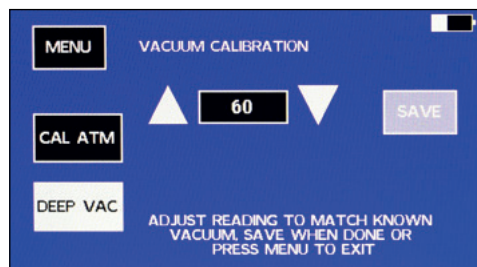 MENU
VACUUM CALIBRATION
60
SAVE
CAL ATM
DEEP VAC
ADJUST READING TO MATCH KNOWN
VACUUM, SAVE WHEN DONE OR
PRESS MENU TO EXIT